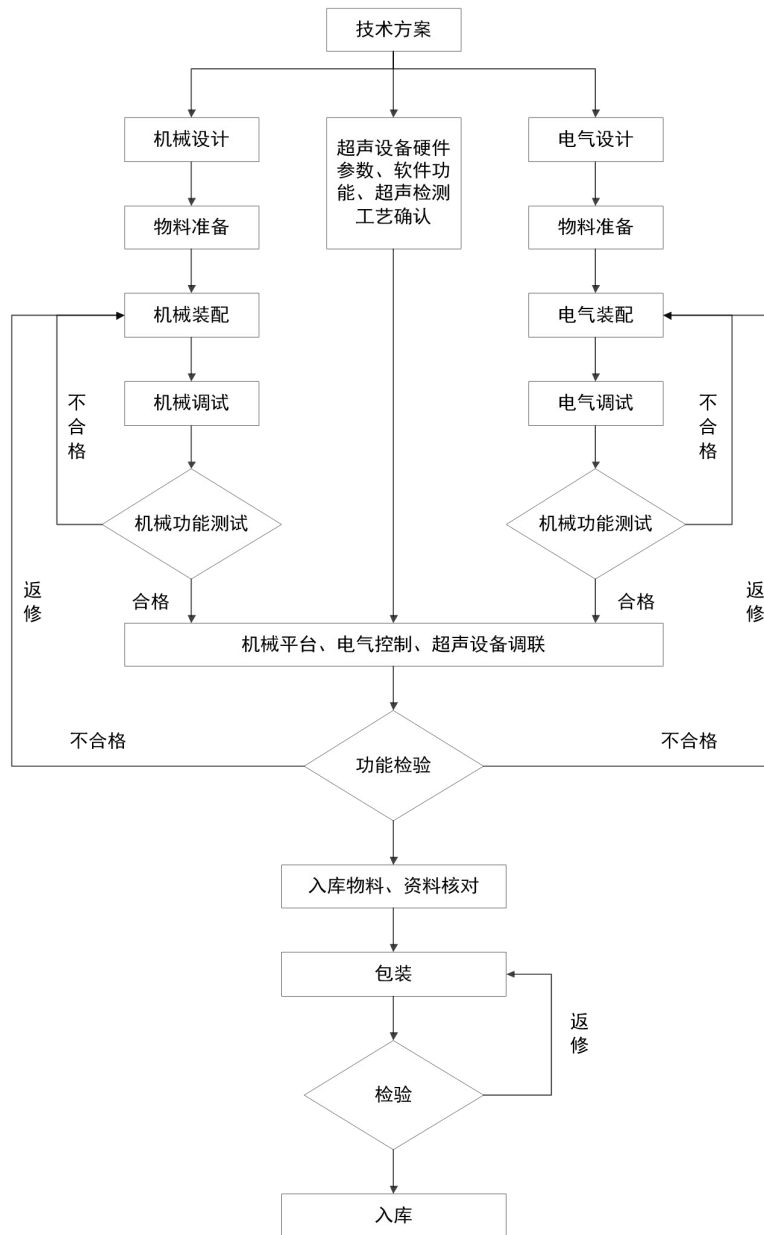 技术方案
机械设计
超声设备硬件
参数、软件功
能、超声检测
工艺确认
电气设计
物料准备
物料准备
机械装配
电气装配
机械调试
电气调试
不
合
格
不
合
格
机械功能测试
机械功能测试
返
修
合格
合格
返
修
机械平台、电气控制、超声设备调联
不合格
不合格
功能检验
入库物料、资料核对
包装
返
修
检验
入库